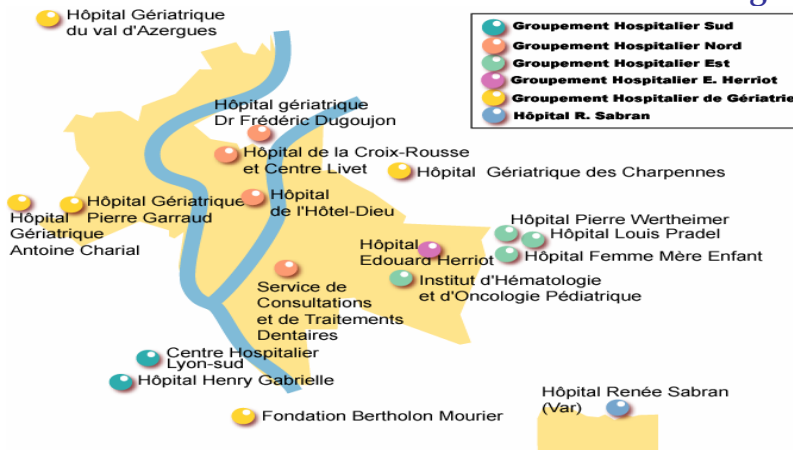 Hôpital Gériatrique
du val d'Azergues
g
Groupement Hospitalier Sud
Groupement Hospitalier Nord
Groupement Hospitalier Est
Groupement Hospitalier E. Herriot
Groupement Hospitalier de Gériatrie
Hôpital R. Sabran
Hôpital gériatrique
Dr Frédéric Dugoujon
Hôpital de la Croix-Rousse
et Centre Livet
Hôpital Gériatrique des Charpennes
Hôpital Gériatrique
Pierre Garraud
Hôpital
de l'Hôtel-Dieu
Hôpital
Gériatrique
Antoine Charial
Hôpital Pierre Wertheimer
Hôpital Louis Pradel
Hôpital Femme Mère Enfant
Hôpital
Edouard Herriot
Institut d'Hématologie
et d'Oncologie Pédiatrique
Service de
Consultations
et de Traitements
Dentaires
Centre Hospitalier
Lyon-sud
Hôpital Henry Gabrielle
Fondation Bertholon Mourier
Hôpital Renée Sabran
(Var)